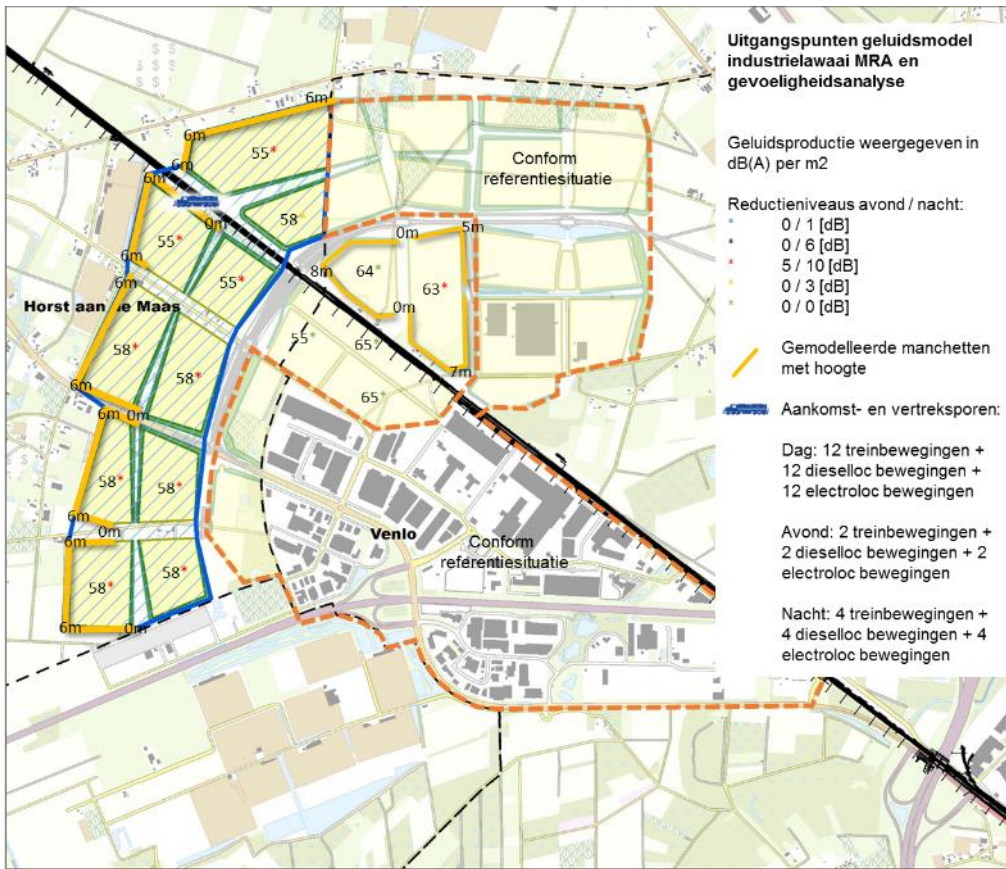 Uitgangspunten geluidsmodel
industrielawaai MRA en
gevoeligheidsanalyse
Geluidsproductie weergegeven in
dB(A) per m2
Reductieniveaus avond / nacht:
* 0 / 1 [dB]
* 0 / 6 [dB]
* 5 / 10 [dB]
* 0 / 3 [dB]
* 0 / 0 [dB]
Gemodelleerde manchetten
met hoogte
Aankomst- en vertreksporen:
Dag: 12 treinbewegingen +
12 dieselloc bewegingen +
12 electroloc bewegingen
Avond: 2 treinbewegingen +
2 dieselloc bewegingen + 2
electroloc bewegingen
Nacht: 4 treinbewegingen +
4 dieselloc bewegingen + 4
electroloc bewegingen
6m
6m
55*
6m
6m
Conform
referentiesituatie
58*
0m
55*
0m
5m
6m
8m
64*
6m
55*
63*
Horst aan de Maas
0m
55*
65*
58*
58*
7m
6m
65*
6m
0m
58*
58*
6m
0m
6m
Venlo
Conform
referentiesituatie
58*
58*
6m
0m